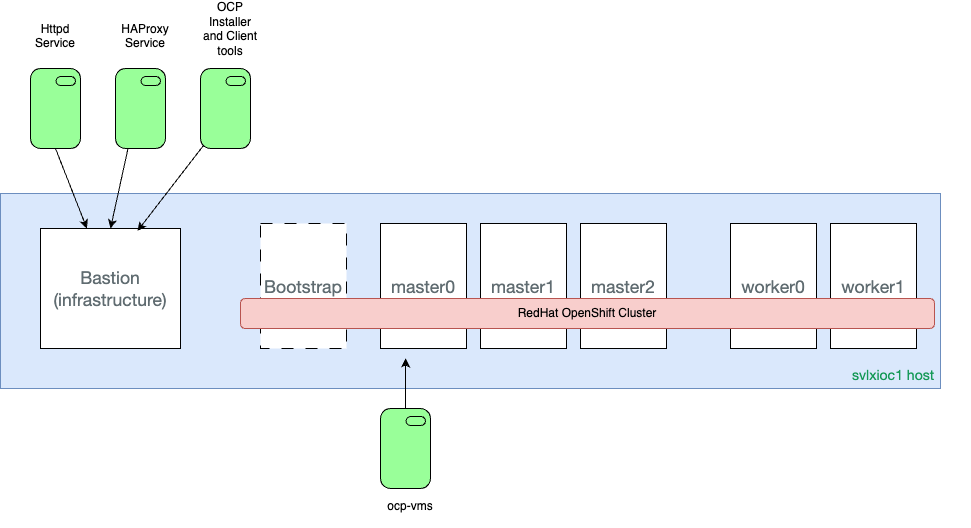 Httpd
Service
HAProxy
Service
OCP
Installer
and Client
tools
Bastion
(infrastructure)
Bootstrap
master0
master1
master2
worker0
worker1
RedHat OpenShift Cluster
svlxioc1 host
ocp-vms